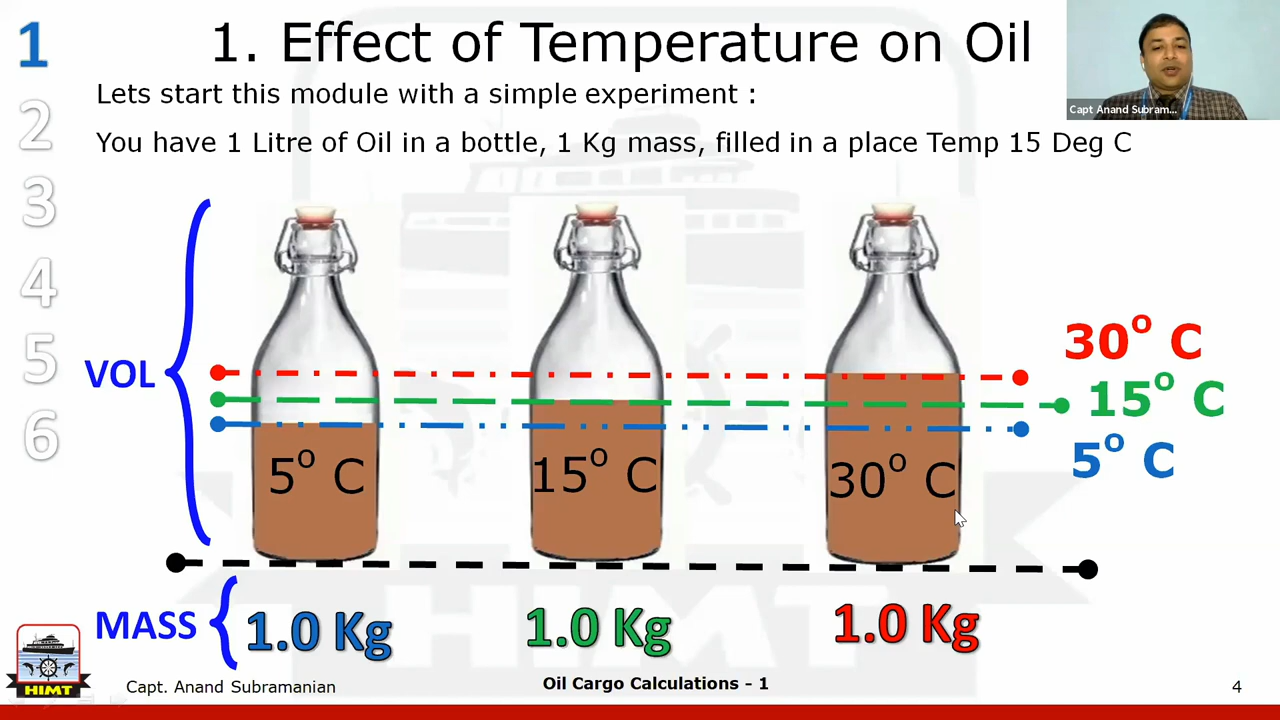 1
2
3
4
5
6
1. Effect of Temperature on Oil
Capt Anand Subram...
Lets start this module with a simple experiment :
You have 1 Litre of Oil in a bottle, 1 Kg mass, filled in a place Temp 15 Deg C
VOL
5° C
15° C
30° C
30° C
15° C
5° C
HIMT
MASS
1.0 Kg
1.0 Kg
1.0 Kg
HIMT
Capt. Anand Subramanian
Oil Cargo Calculations - 1
4